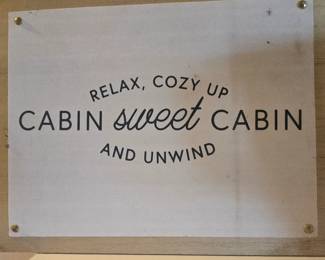 RELAX, COZY UP
CABIN sweet CABIN
AND UNWIND